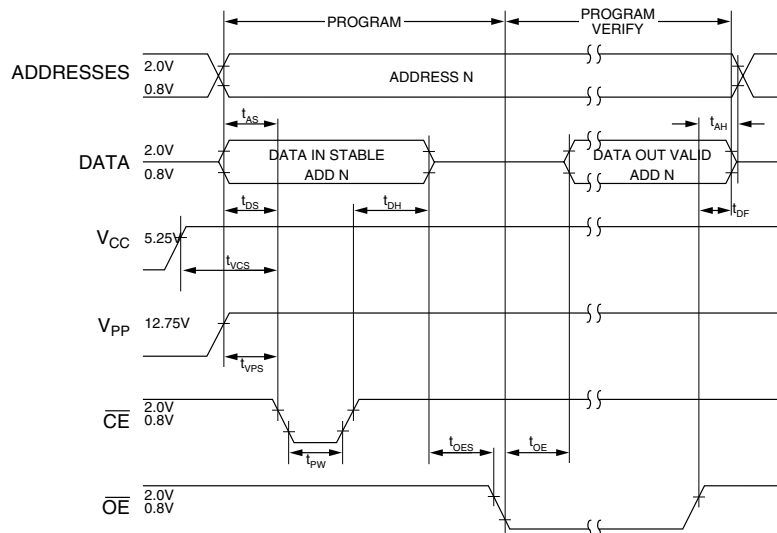 PROGRAM
PROGRAM
VERIFY
ADDRESSES
2.0V
0.8V
ADDRESS N
tAS
tAH
DATA
2.0V
0.8V
DATA IN STABLE
ADD N
DATA OUT VALID
ADD N
tDS
tDH
tDF
VCC
5.25V
tVCS
VPP
12.75V
tVPS
CE
2.0V
0.8V
tPW
tOES
tOE
OE
2.0V
0.8V